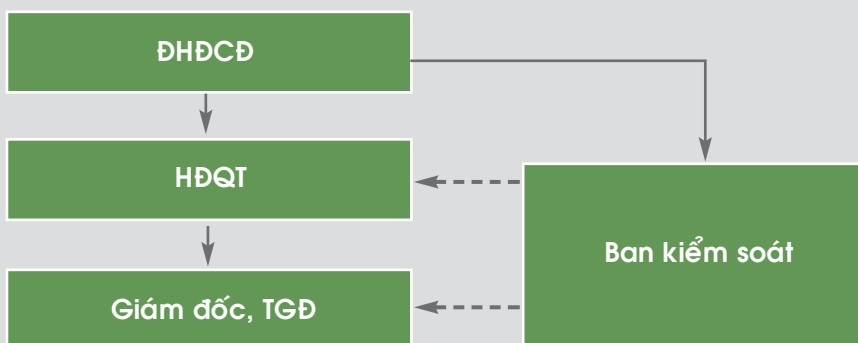 ĐHĐCĐ
HĐQT
Ban kiểm soát
Giám đốc, TGĐ